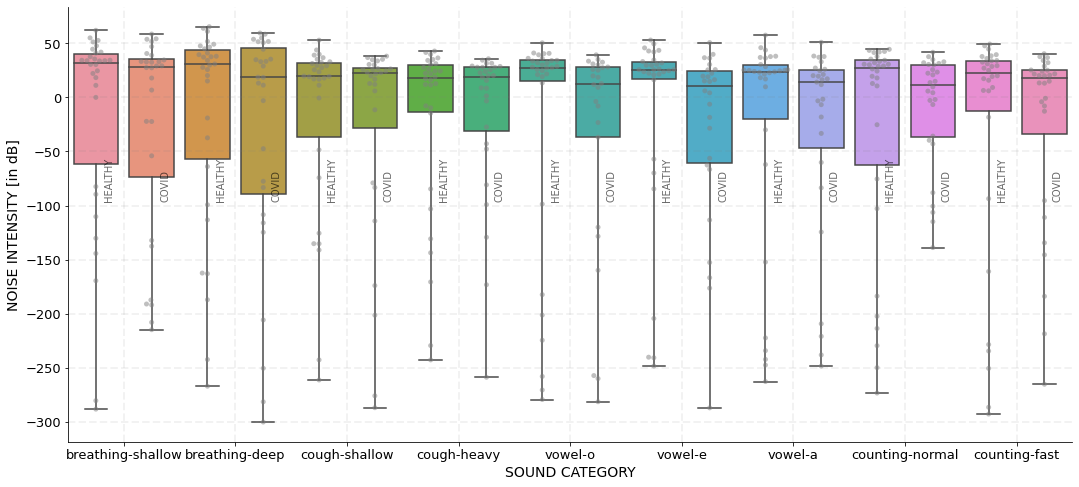 NOISE INTENSITY [in dB]
50
0
−50
−100
−150
−200
−250
−300
HEALTHY
COVID
HEALTHY
COVID
HEALTHY
COVID
HEALTHY
COVID
HEALTHY
COVID
HEALTHY
COVID
HEALTHY
COVID
HEALTHY
COVID
HEALTHY
COVID
breathing-shallow breathing-deep cough-shallow cough-heavy vowel-o vowel-e vowel-a counting-normal counting-fast
SOUND CATEGORY